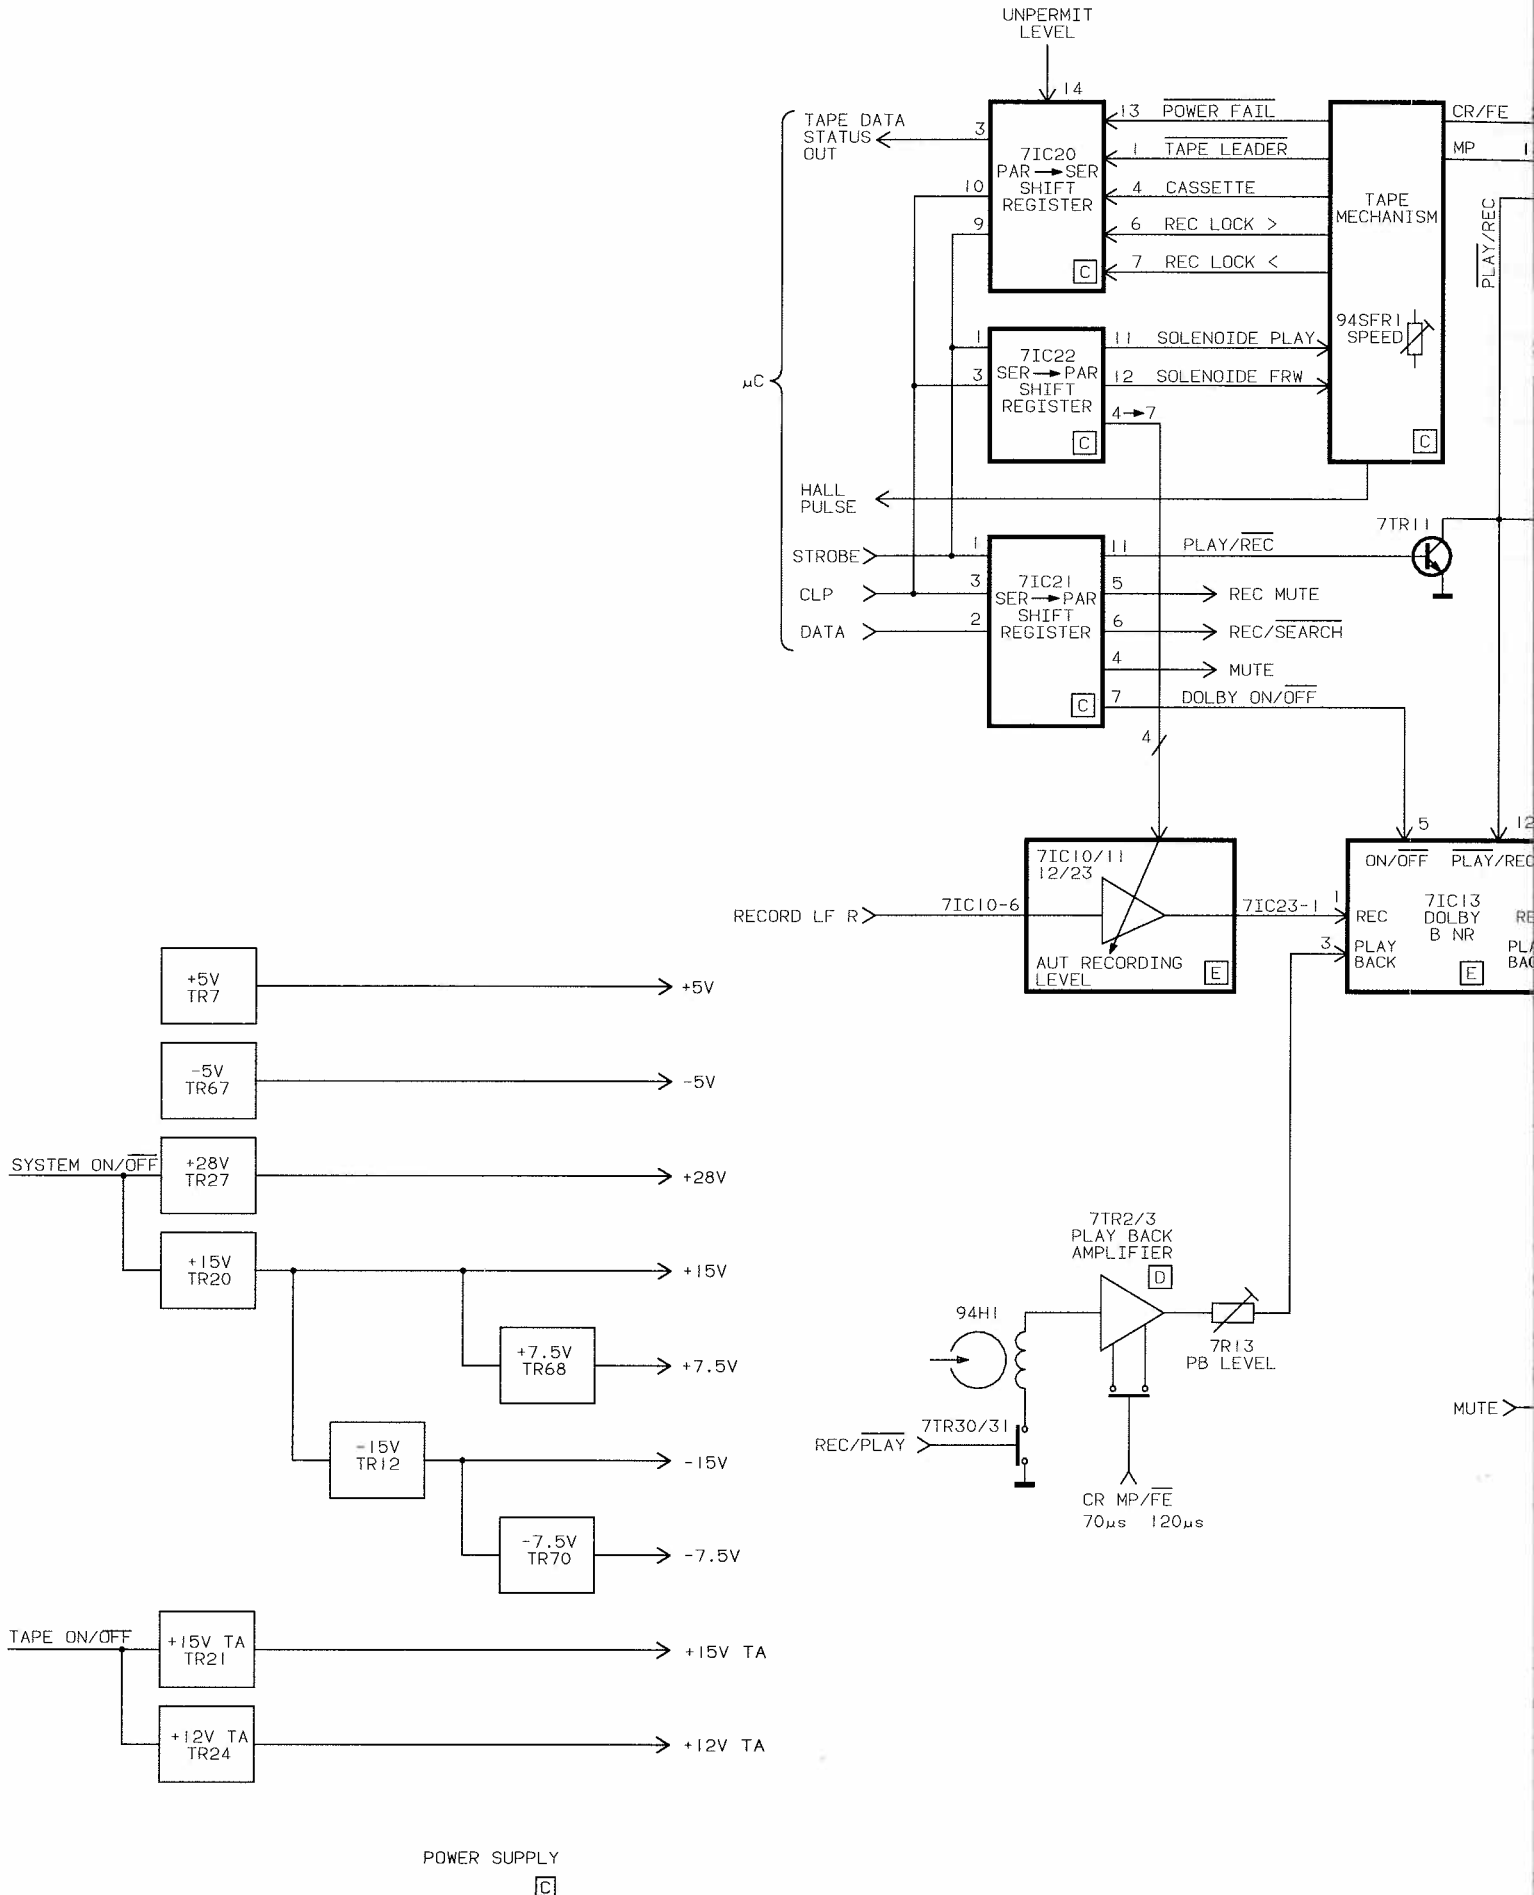 UNPERMIT
LEVEL
14
TAPE DATA
STATUS
OUT
3
10
9
7IC20
PAR → SER
SHIFT
REGISTER
C
13 POWER FAIL
1 TAPE LEADER
4 CASSETTE
6 REC LOCK >
7 REC LOCK <
TAPE
MECHANISM
94SFR1
SPEED
C
CR/FE
MP
PLAY/REC
µC
1
3
7IC22
SER → PAR
SHIFT
REGISTER
C
11 SOLENOIDE PLAY
12 SOLENOIDE FRW
4→7
HALL
PULSE
STROBE
CLP
DATA
1
3
2
7IC21
SER → PAR
SHIFT
REGISTER
C
11 PLAY/REC
7TR11
5 REC MUTE
6 REC/SEARCH
4 MUTE
7 DOLBY ON/OFF
4
5
12
RECORD LF R
7IC10-6
7IC10/11
12/23
AUT RECORDING
LEVEL
E
7IC23-1
1
3
ON/OFF PLAY/REC
REC
PLAY
BACK
7IC13
DOLBY
B NR
E
+5V
TR7
+5V
-5V
TR67
-5V
SYSTEM ON/OFF
+28V
TR27
+28V
+15V
TR20
+15V
+7.5V
TR68
+7.5V
-15V
TR12
-15V
-7.5V
TR70
-7.5V
TAPE ON/OFF
+15V TA
TR21
+15V TA
+12V TA
TR24
+12V TA
POWER SUPPLY
C
7TR2/3
PLAY BACK
AMPLIFIER
D
94H1
7R13
PB LEVEL
REC/PLAY
7TR30/31
CR MP/FE
70µs 120µs
MUTE